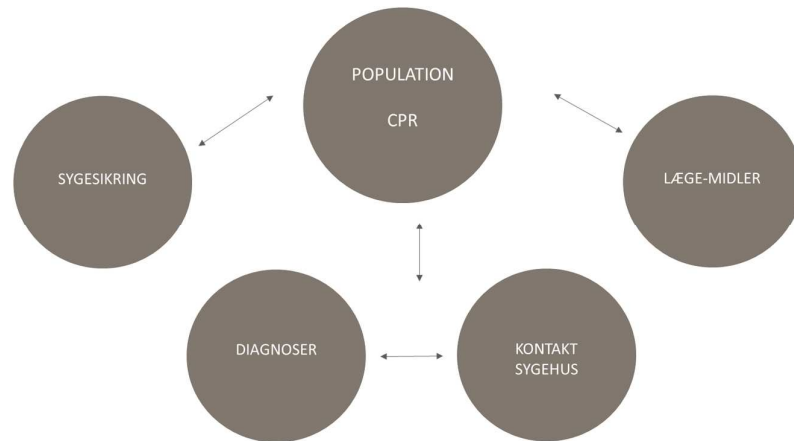 POPULATION
CPR
SYGESIKRING
LÆGE-MIDLER
DIAGNOSER
KONTAKT
SYGEHUS